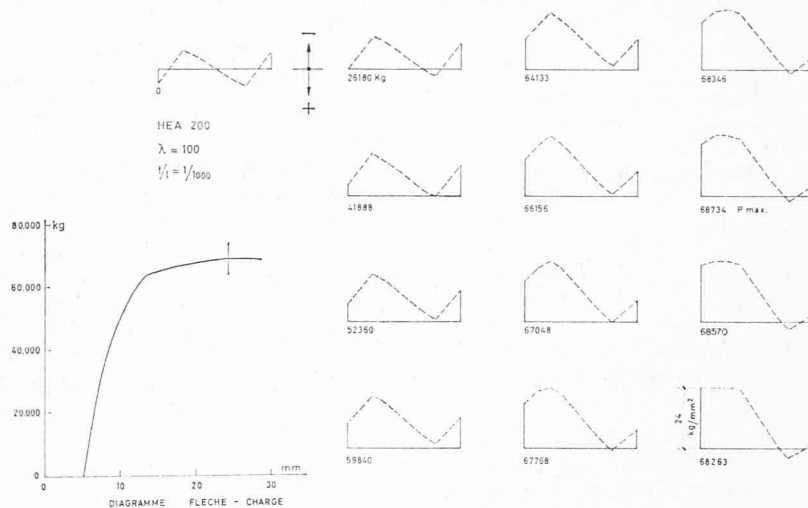 0
26180 Kg
64133
68346
HEA 200
λ = 100
f/l = 1/1000
41888
66156
68734 P max.
80.000 kg
60.000
40.000
20.000
0
0 10 20 30
mm
DIAGRAMME FLECHE - CHARGE
52360
67048
68570
59840
67768
68263
24 kg/mm²